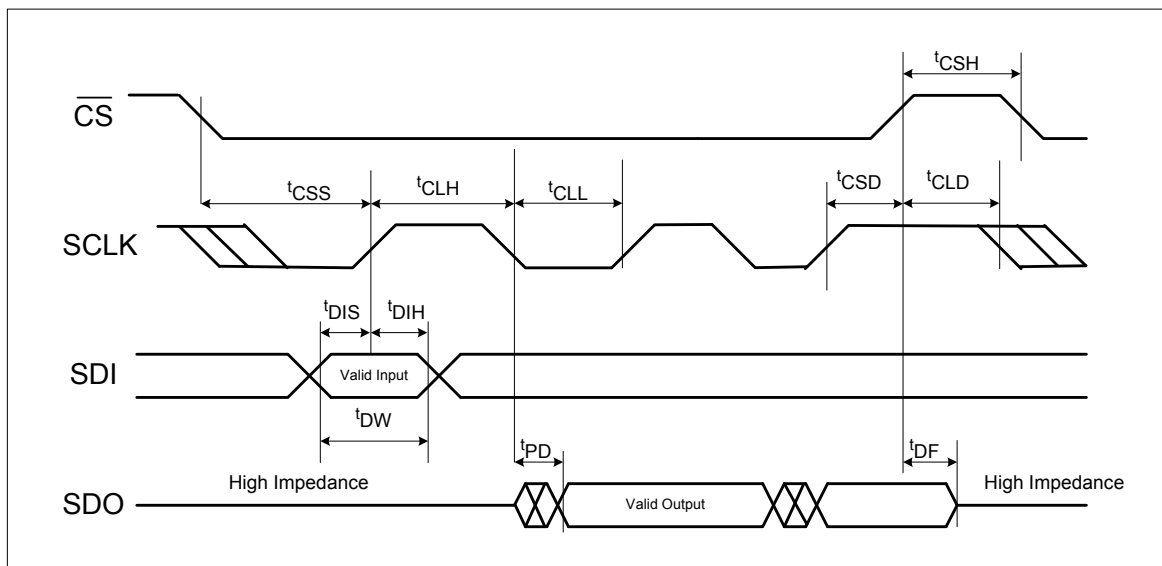 tCSH
CS
tCSS
tCLH
tCLL
tCSD
tCLD
SCLK
tDIS
tDIH
SDI
Valid Input
tDW
tPD
tDF
High Impedance
High Impedance
SDO
Valid Output